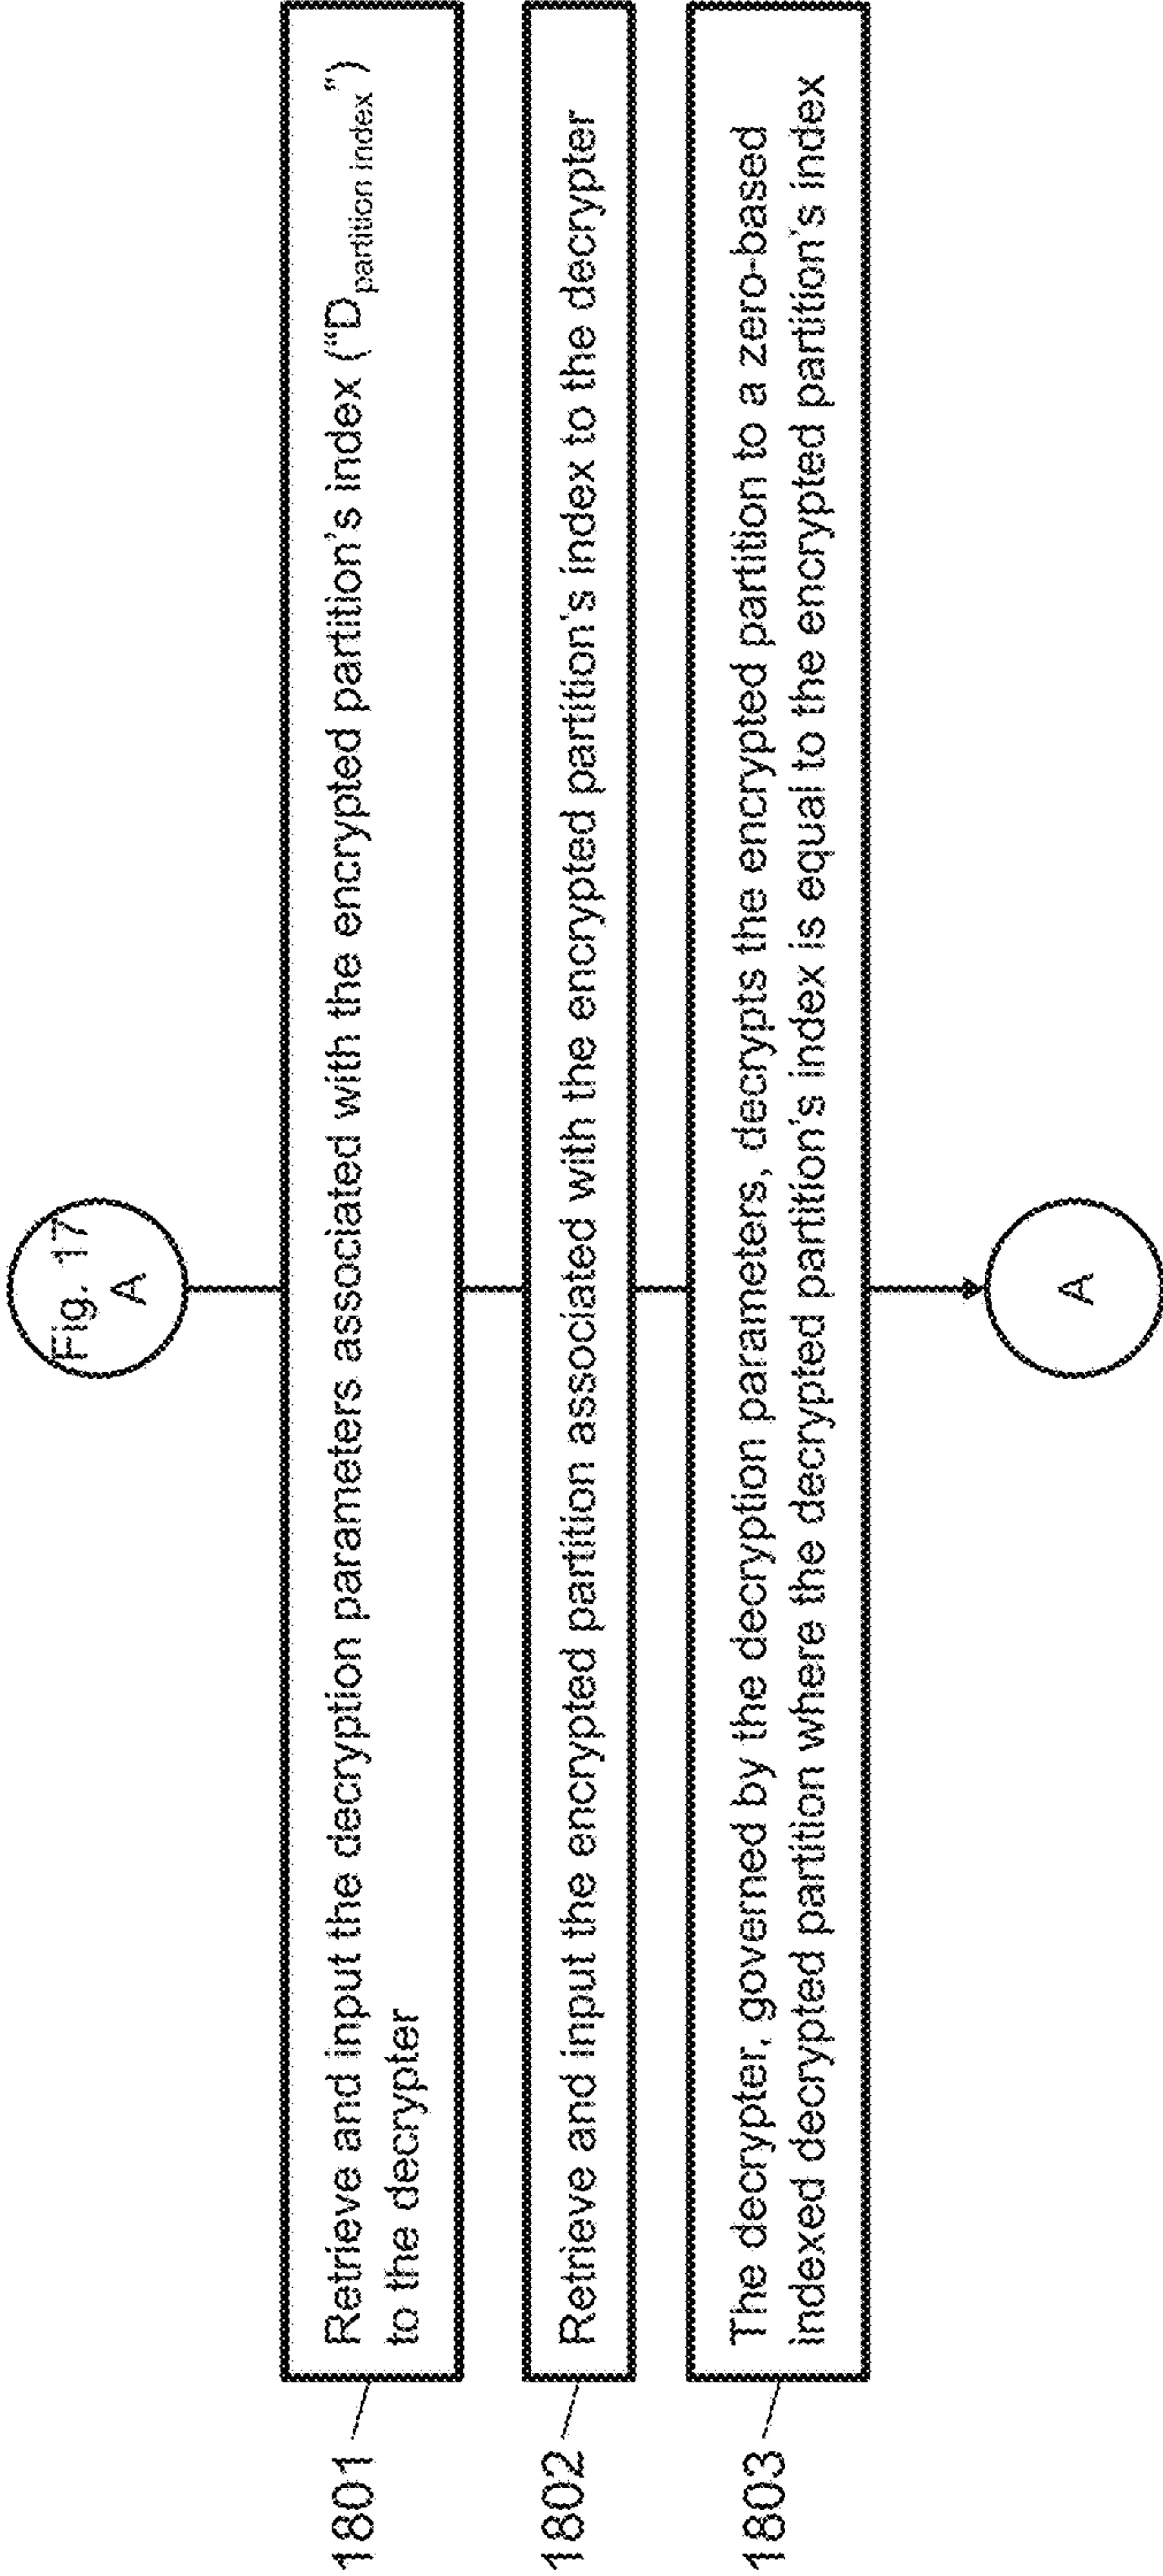 Fig. 17
A
1801
Retrieve and input the decryption parameters associated with the encrypted partition's index (“Dpartition index”)
to the decrypter
1802
Retrieve and input the encrypted partition associated with the encrypted partition's index to the decrypter
1803
The decrypter, governed by the decryption parameters, decrypts the encrypted partition to a zero-based
indexed decrypted partition where the decrypted partition's index is equal to the encrypted partition's index
A